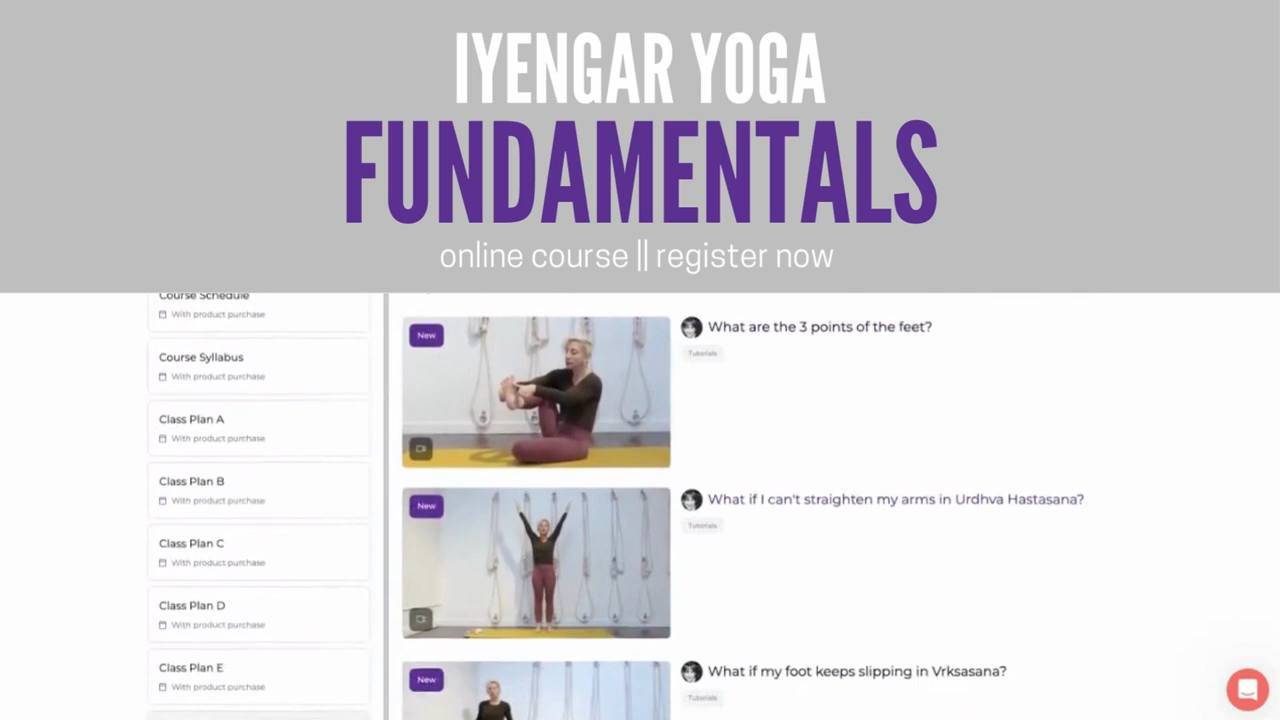 IYENGAR YOGA
FUNDAMENTALS
online course || register now
Course Schedule
With product purchase
Course Syllabus
With product purchase
Class Plan A
With product purchase
Class Plan B
With product purchase
Class Plan C
With product purchase
Class Plan D
With product purchase
Class Plan E
With product purchase
New
What are the 3 points of the feet?
Tutorials
New
What if I can't straighten my arms in Urdhva Hastasana?
Tutorials
New
What if my foot keeps slipping in Vrksasana?
Tutorials